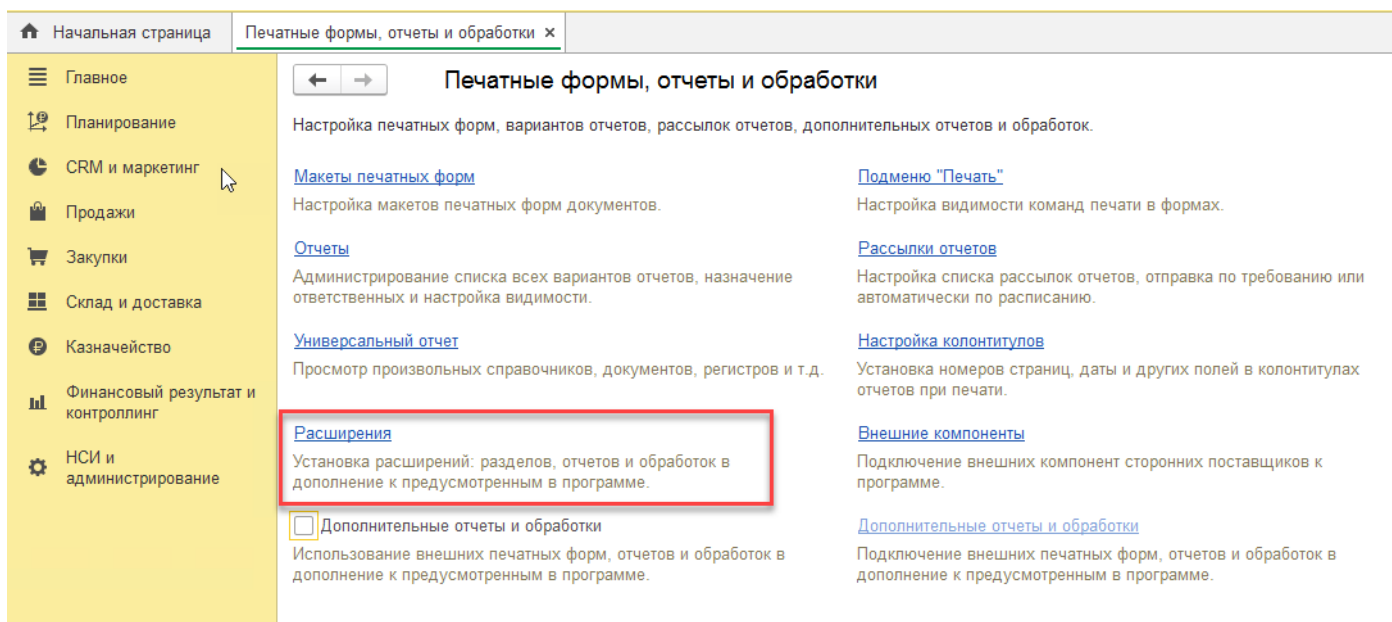 Начальная страница
Печатные формы, отчеты и обработки ×
Главное
Планирование
CRM и маркетинг
Продажи
Закупки
Склад и доставка
Казначейство
Финансовый результат и
контроллинг
НСИ и
администрирование
Печатные формы, отчеты и обработки
Настройка печатных форм, вариантов отчетов, рассылок отчетов, дополнительных отчетов и обработок.
Макеты печатных форм
Настройка макетов печатных форм документов.
Отчеты
Администрирование списка всех вариантов отчетов, назначение
ответственных и настройка видимости.
Универсальный отчет
Просмотр произвольных справочников, документов, регистров и т.д.
Расширения
Установка расширений: разделов, отчетов и обработок в
дополнение к предусмотренным в программе.
Дополнительные отчеты и обработки
Использование внешних печатных форм, отчетов и обработок в
дополнение к предусмотренным в программе.
Подменю "Печать"
Настройка видимости команд печати в формах.
Рассылки отчетов
Настройка списка рассылок отчетов, отправка по требованию или
автоматически по расписанию.
Настройка колонтитулов
Установка номеров страниц, даты и других полей в колонтитулах
отчетов при печати.
Внешние компоненты
Подключение внешних компонент сторонних поставщиков к
программе.
Дополнительные отчеты и обработки
Подключение внешних печатных форм, отчетов и обработок в
дополнение к предусмотренным в программе.